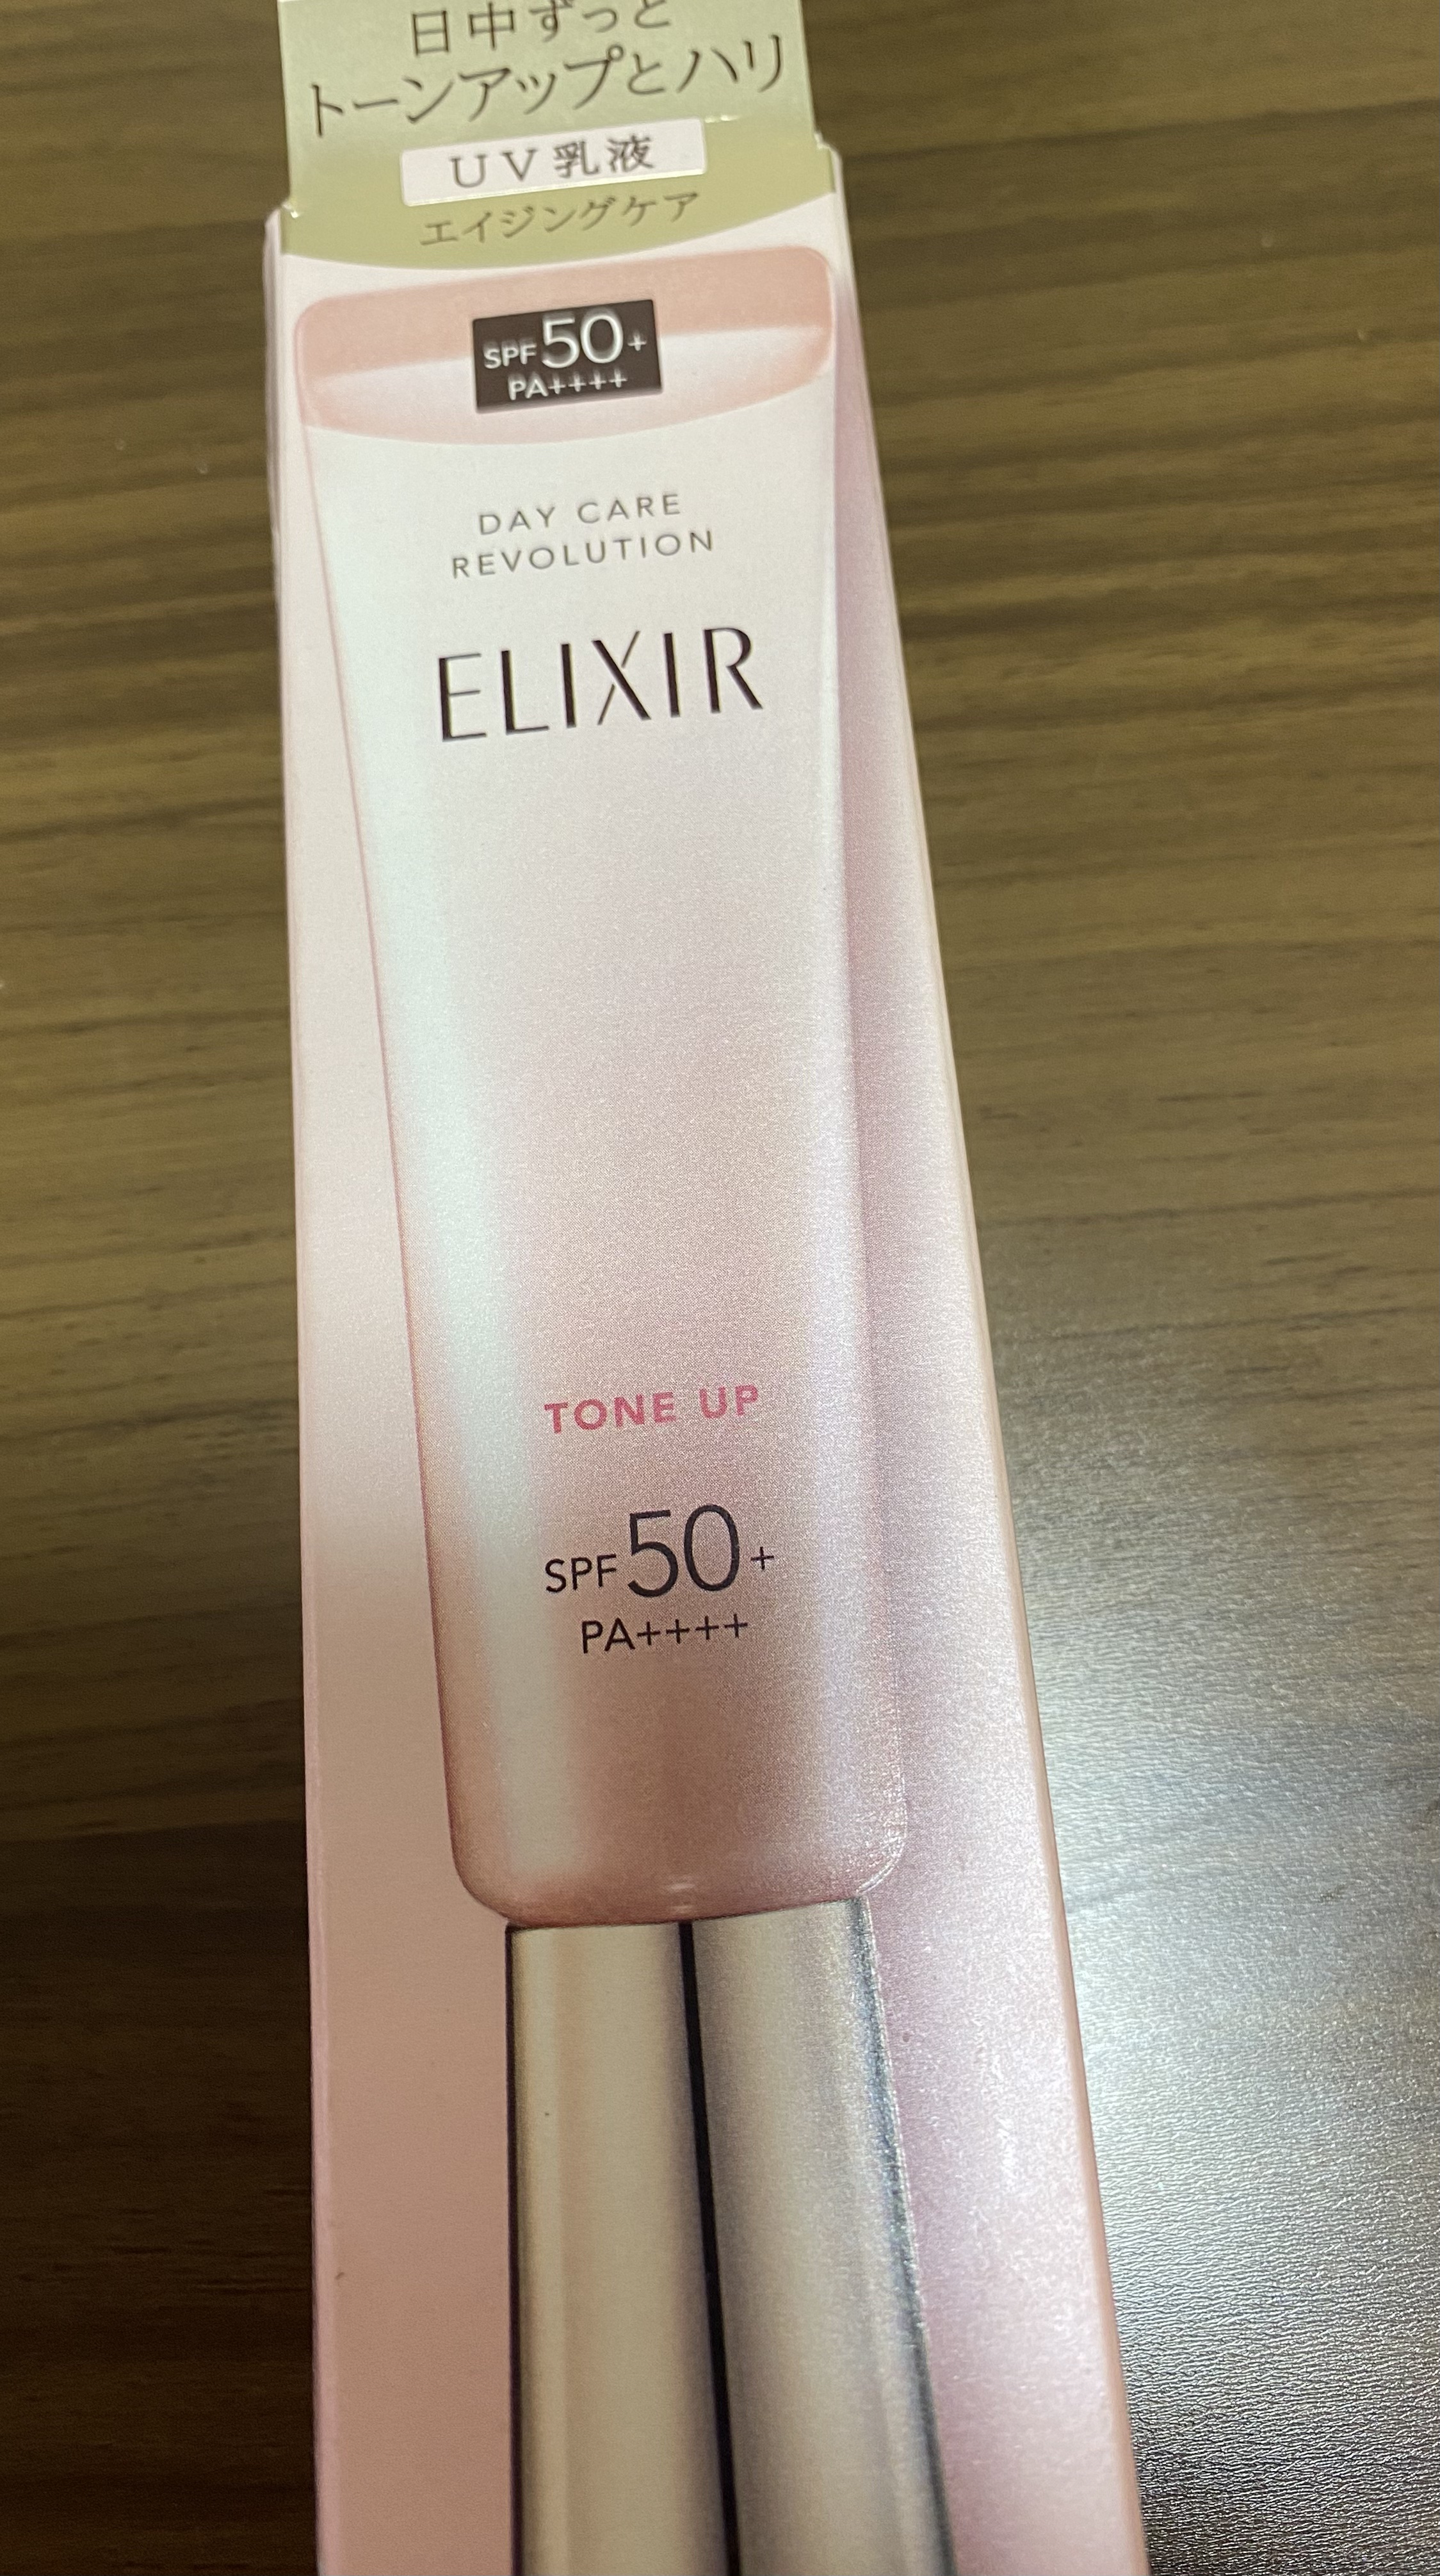 日中ずっと
トーンアップとハリ
UV乳液
エイジングケア
SPF50+
PA++++
DAY CARE
REVOLUTION
ELIXIR
TONE UP
SPF50+
PA++++